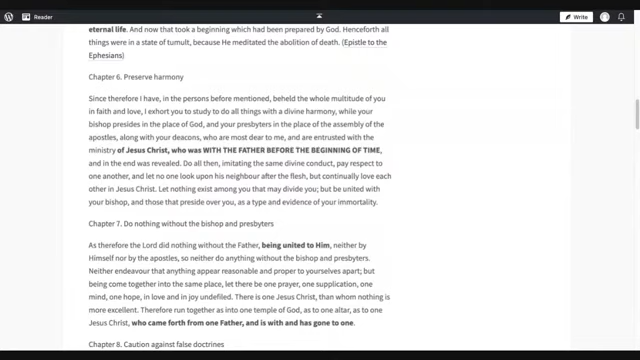 Reader
Write
eternal life. And now that took a beginning which had been prepared by God. Henceforth all
things were in a state of tumult, because He meditated the abolition of death. (Epistle to the
Ephesians)
Chapter 6. Preserve harmony
Since therefore I have, in the persons before mentioned, beheld the whole multitude of you
in faith and love, I exhort you to study to do all things with a divine harmony, while your
bishop presides in the place of God, and your presbyters in the place of the assembly of the
apostles, along with your deacons, who are most dear to me, and are entrusted with the
ministry of Jesus Christ, who was WITH THE FATHER BEFORE THE BEGINNING OF TIME,
and in the end was revealed. Do all then, imitating the same divine conduct, pay respect to
one another, and let no one look upon his neighbour after the flesh, but continually love each
other in Jesus Christ. Let nothing exist among you that may divide you; but be united with
your bishop, and those that preside over you, as a type and evidence of your immortality.
Chapter 7. Do nothing without the bishop and presbyters
As therefore the Lord did nothing without the Father, being united to Him, neither by
Himself nor by the apostles, so neither do anything without the bishop and presbyters.
Neither endeavour that anything appear reasonable and proper to yourselves apart; but
being come together into the same place, let there be one prayer, one supplication, one
mind, one hope, in love and in joy undefiled. There is one Jesus Christ, than whom nothing is
more excellent. Therefore run together as into one temple of God, as to one altar, as to one
Jesus Christ, who came forth from one Father, and is with and has gone to one.
Chapter 8. Caution against false doctrines